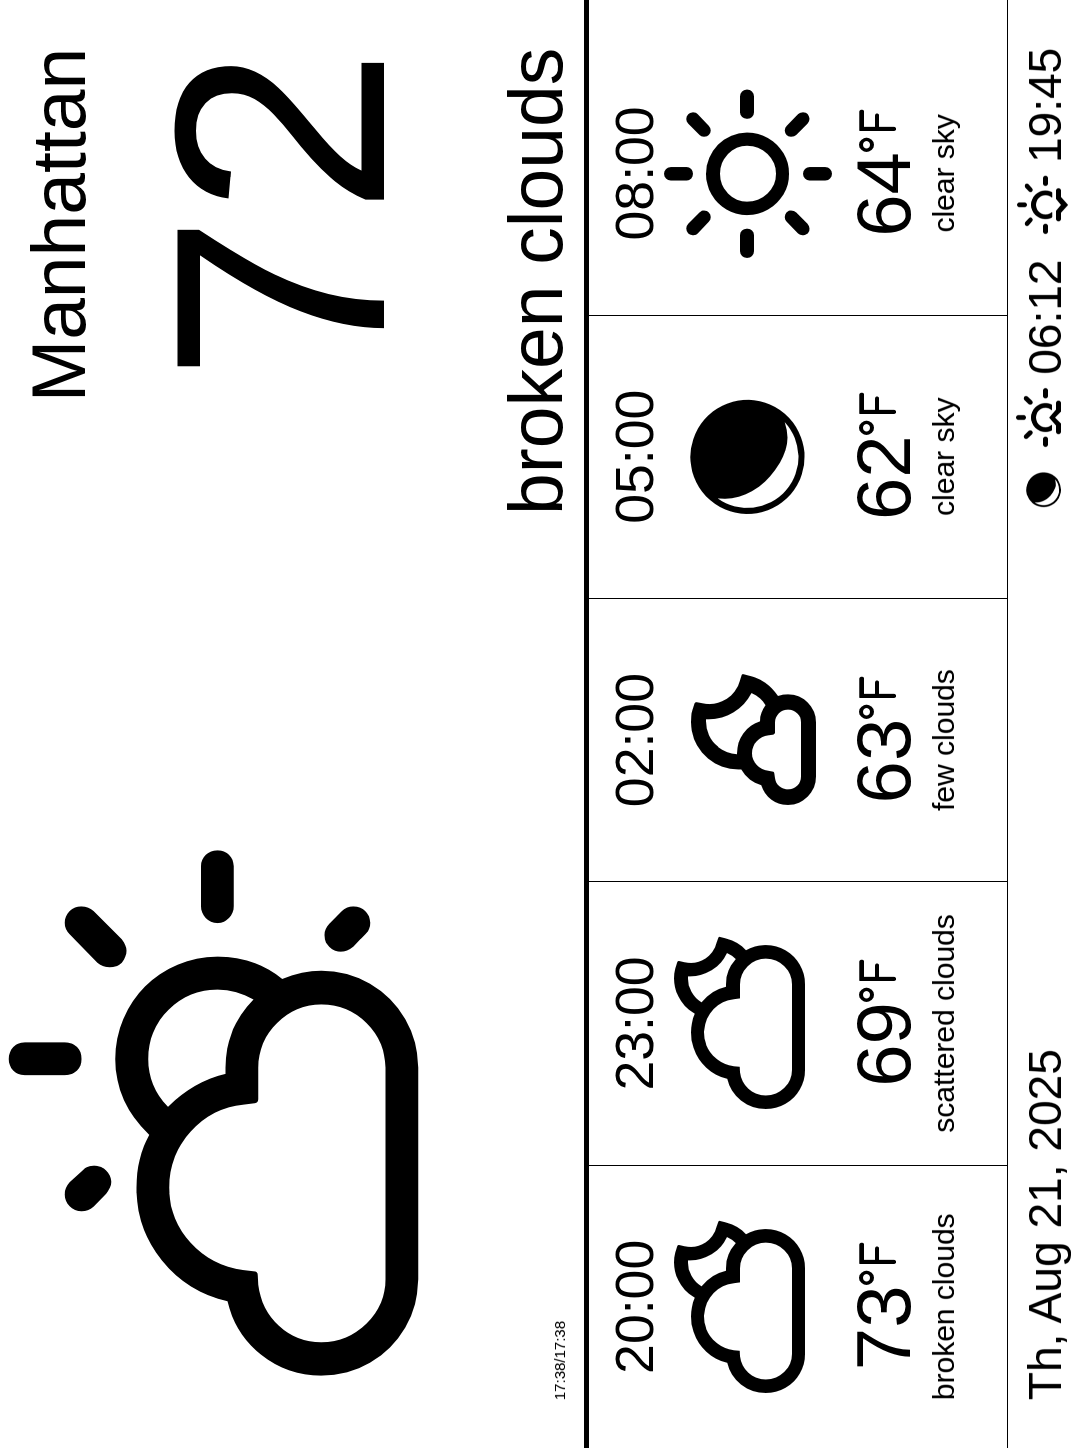 Manhattan
72
broken clouds
17:38/17:38
20:00 23:00 02:00 05:00 08:00
73°F 69°F 63°F 62°F 64°F
broken clouds scattered clouds few clouds clear sky clear sky
Th, Aug 21, 2025 06:12 19:45